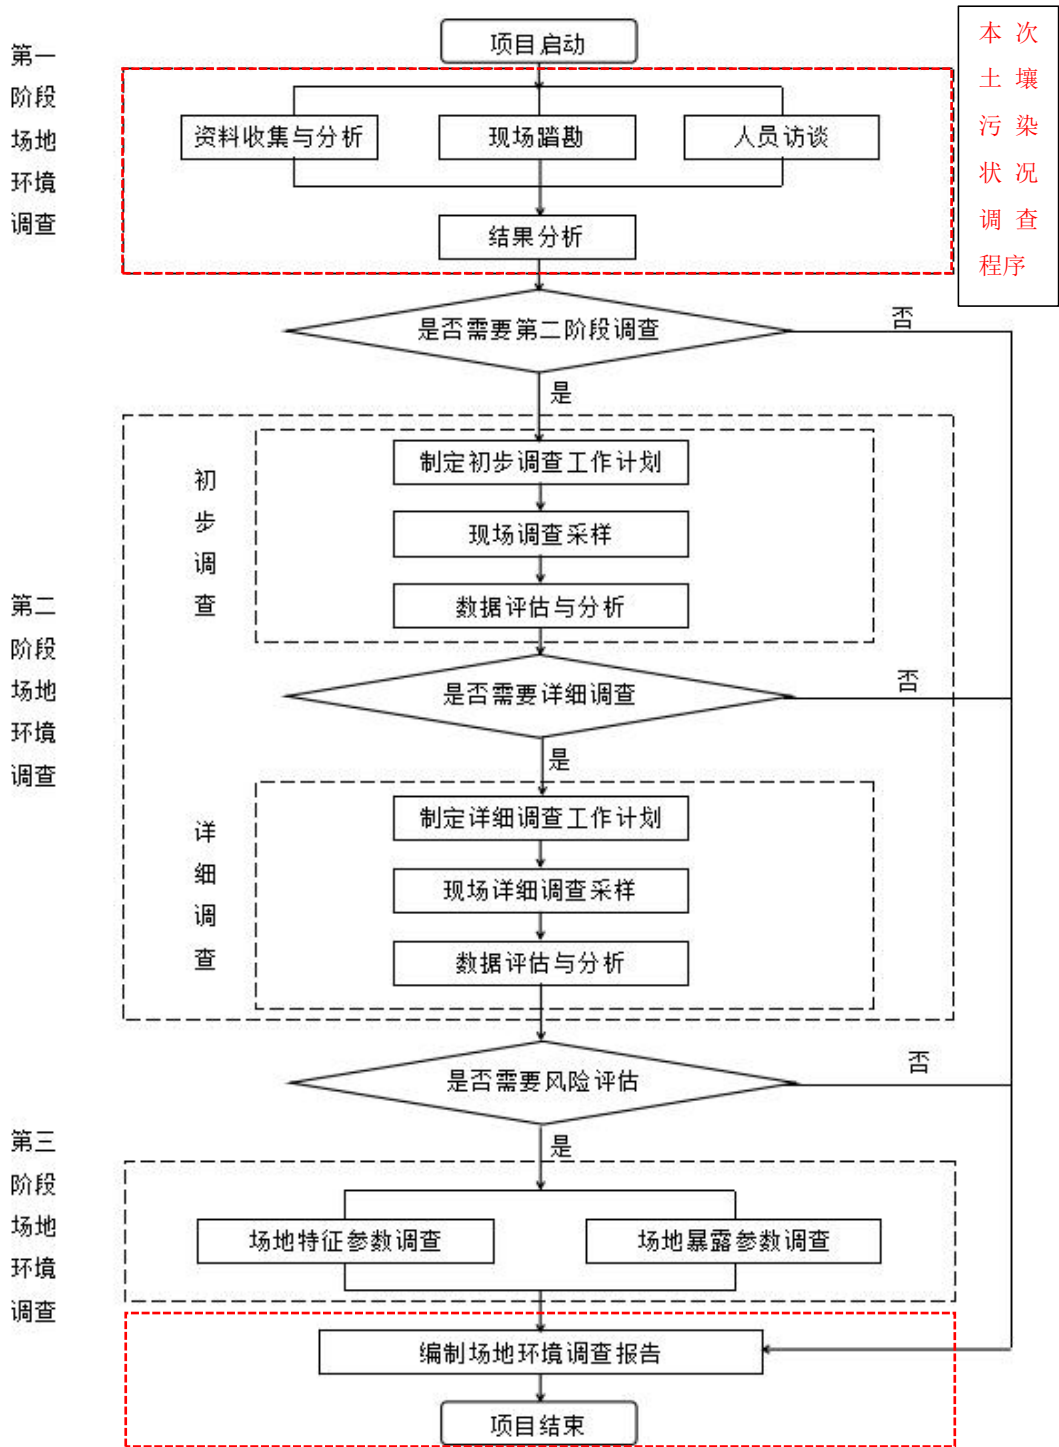 项目启动
第一
阶段
场地
环境
调查
资料收集与分析
现场踏勘
人员访谈
结果分析
本次
土壤
污染
状况
调查
程序
是否需要第二阶段调查
否
是
第二
阶段
场地
环境
调查
初
步
调
查
制定初步调查工作计划
现场调查采样
数据评估与分析
是否需要详细调查
否
是
详
细
调
查
制定详细调查工作计划
现场详细调查采样
数据评估与分析
是否需要风险评估
否
是
第三
阶段
场地
环境
调查
场地特征参数调查
场地暴露参数调查
编制场地环境调查报告
项目结束